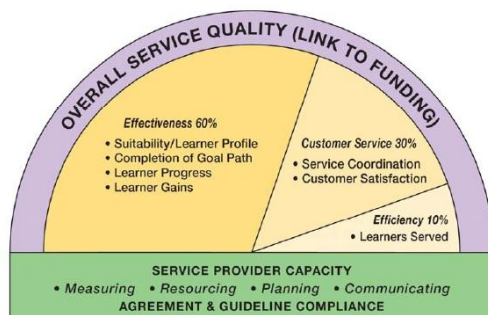 OVERALL SERVICE QUALITY (LINK TO FUNDING)
Effectiveness 60%
• Suitability/Learner Profile
• Completion of Goal Path
• Learner Progress
• Learner Gains
Customer Service 30%
• Service Coordination
• Customer Satisfaction
Efficiency 10%
• Learners Served
SERVICE PROVIDER CAPACITY
• Measuring • Resourcing • Planning • Communicating
AGREEMENT & GUIDELINE COMPLIANCE